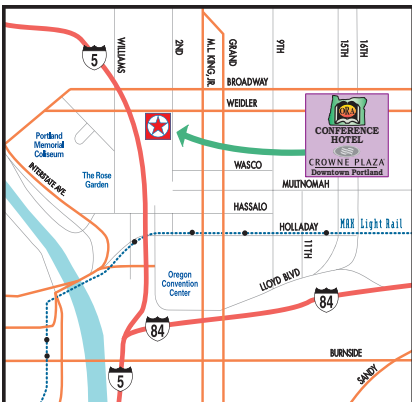 5
WILLIAMS
2ND
M.L KING, JR.
GRAND
9TH
15TH
16TH
BROADWAY
WEIDLER
ORA
CONFERENCE
HOTEL
CROWNE PLAZA
Downtown Portland
Portland
Memorial
Coliseum
INTERSTATE AVE.
The Rose
Garden
WASCO
MULTNOMAH
HASSALO
HOLLADAY
MAX Light Rail
11TH
Oregon
Convention
Center
LLOYD BLVD
84
84
BURNSIDE
5
SANDY